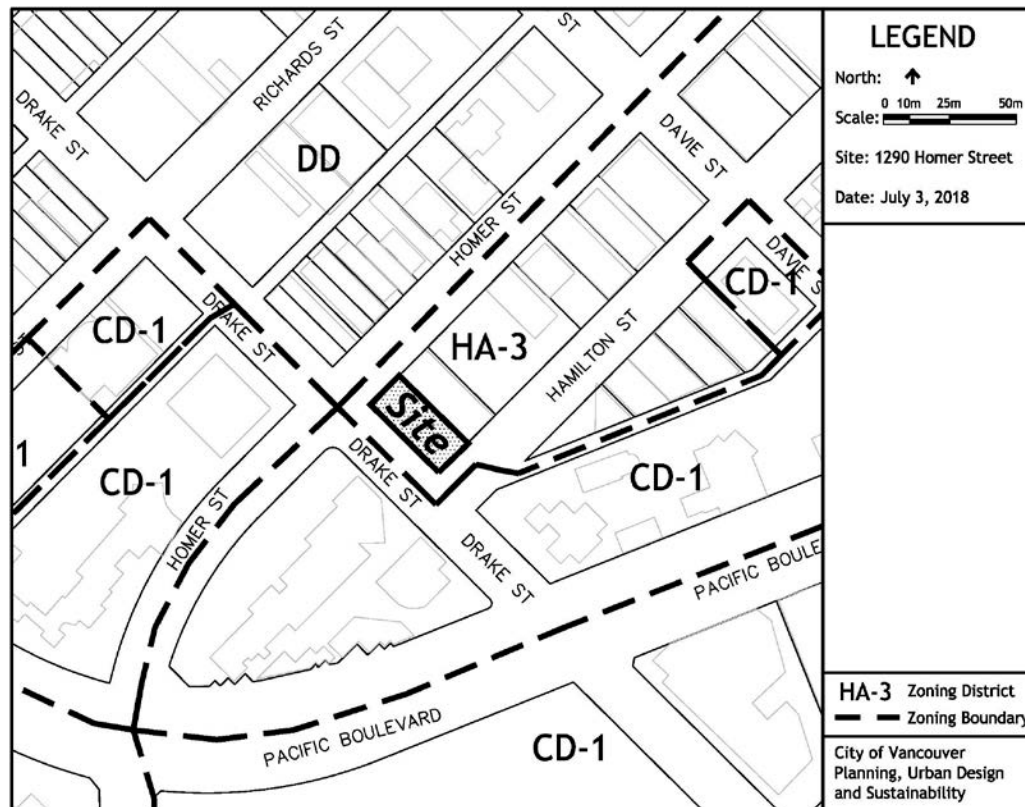 RICHARDS ST
ST
DRAKE ST
DD
DAVIE ST
HOMER ST
DAVIE S
CD-1
DRAKE ST
CD-1
HA-3
HAMILTON ST
ST
1
Site
CD-1
DRAKE ST
CD-1
HOMER ST
DRAKE ST
PACIFIC BOULE
PACIFIC BOULEVARD
CD-1
LEGEND
North:
0 10m 25m 50m
Scale:
Site: 1290 Homer Street
Date: July 3, 2018
HA-3 Zoning District
Zoning Boundary
City of Vancouver
Planning, Urban Design
and Sustainability